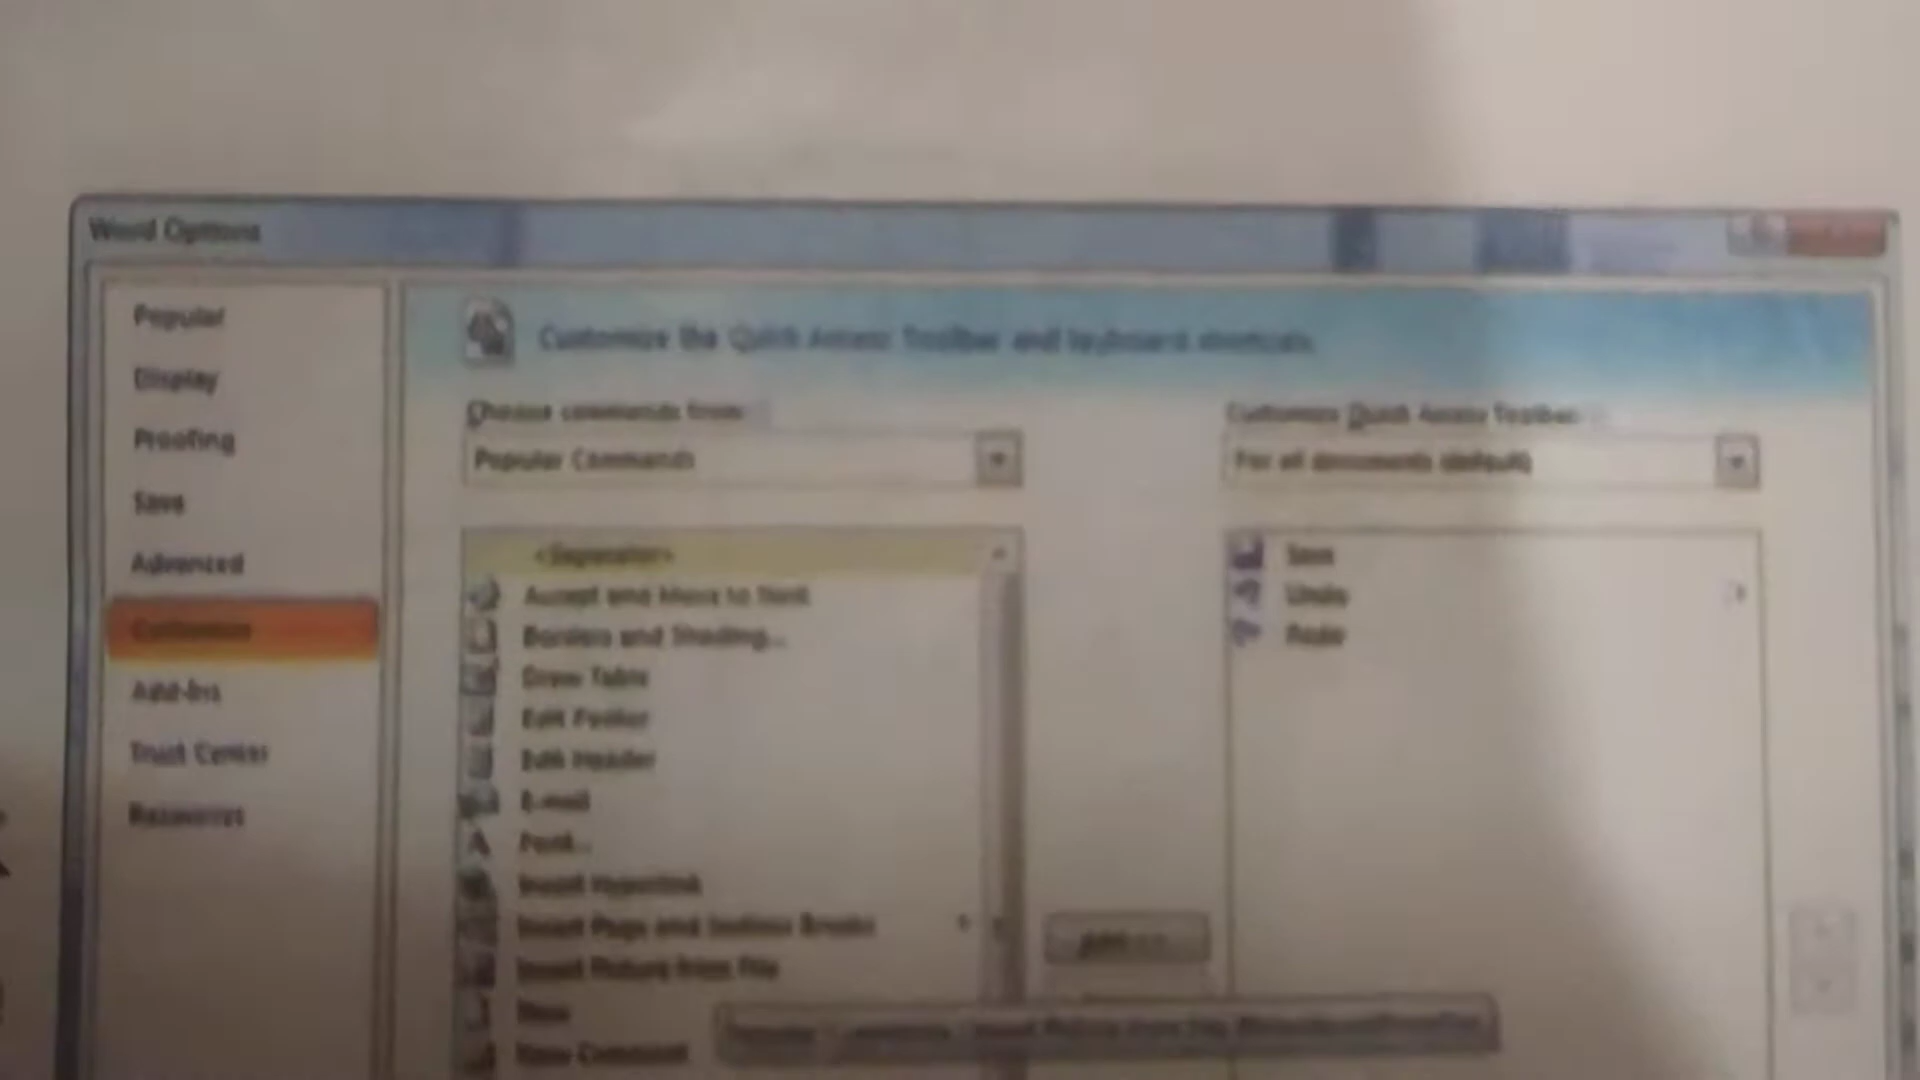 Word Options
Popular
Display
Proofing
Save
Advanced
Customize
Add-Ins
Trust Center
Resources
Customize the Quick Access Toolbar and keyboard shortcuts.
Choose commands from:
Popular Commands
<Separator>
Accept and Move to Next
Borders and Shading...
Draw Table
Edit Footer
Edit Header
E-mail
Font...
Insert Hyperlink
Insert Page and Section Breaks
Insert Picture from File
New
New Comment
Add >>
Customize Quick Access Toolbar:
For all documents (default)
Save
Undo
Redo